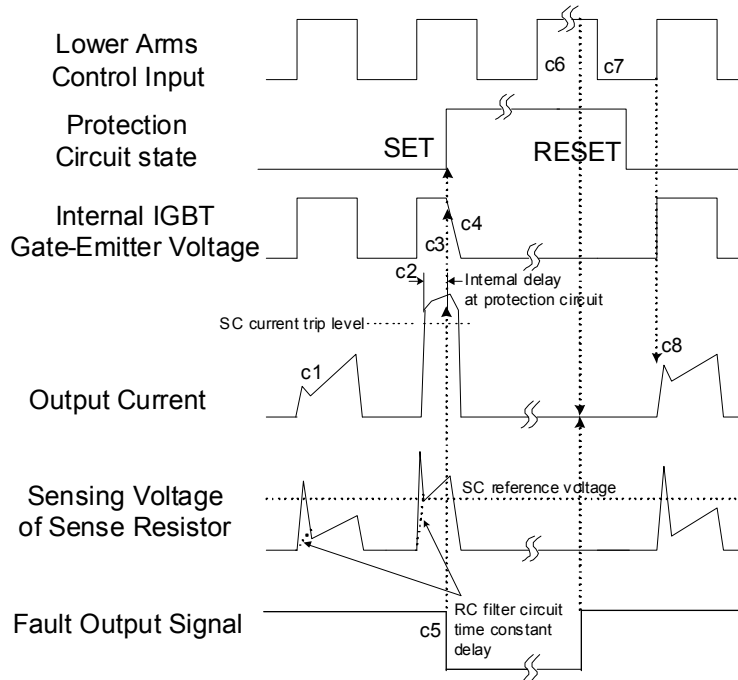 Lower Arms
Control Input
c6
c7
Protection
Circuit state
SET
RESET
Internal IGBT
Gate-Emitter Voltage
c4
c3
c2
Internal delay
at protection circuit
SC current trip level
c1
c8
Output Current
SC reference voltage
Sensing Voltage
of Sense Resistor
RC filter circuit
time constant
delay
Fault Output Signal
c5